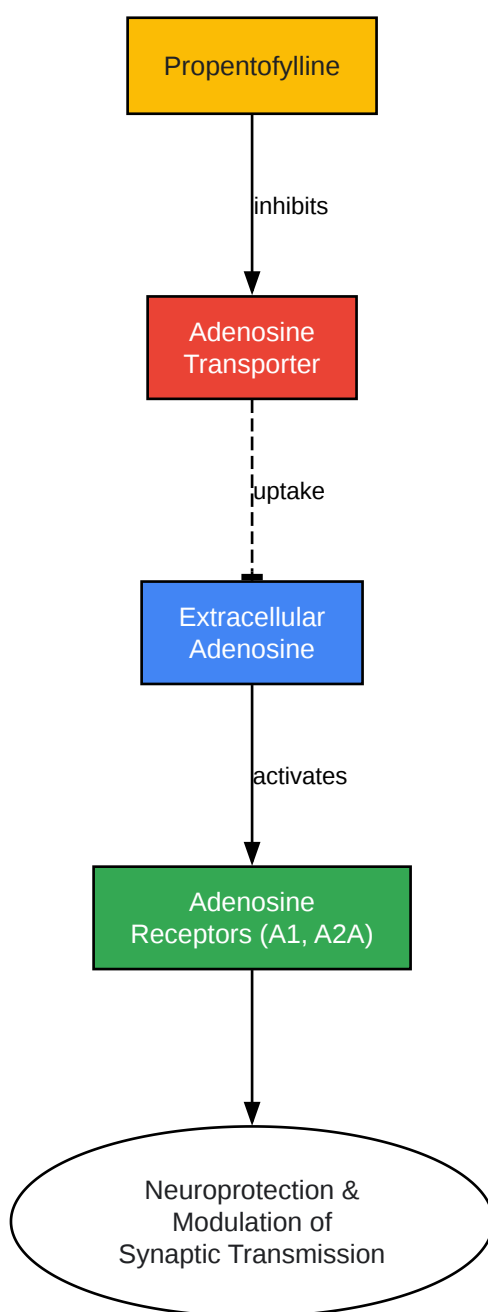 Propentofylline
inhibits
Adenosine
Transporter
uptake
Extracellular
Adenosine
activates
Adenosine
Receptors (A1, A2A)
Neuroprotection &
Modulation of
Synaptic Transmission